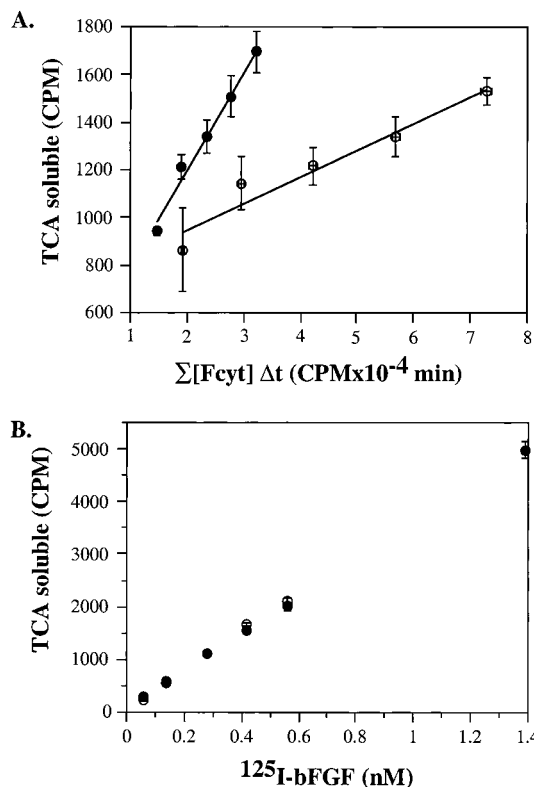 A.
1800
1600
1400
1200
1000
800
600
TCA soluble (CPM)
1 2 3 4 5 6 7 8
Σ[Fcyt] Δt (CPMx10⁻⁴ min)
B.
5000
4000
3000
2000
1000
0
TCA soluble (CPM)
0 0.2 0.4 0.6 0.8 1 1.2 1.4
¹²⁵I-bFGF (nM)